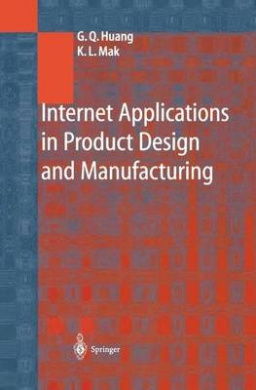 G. Q. Huang
K. L. Mak
Internet Applications
in Product Design
and Manufacturing
Springer